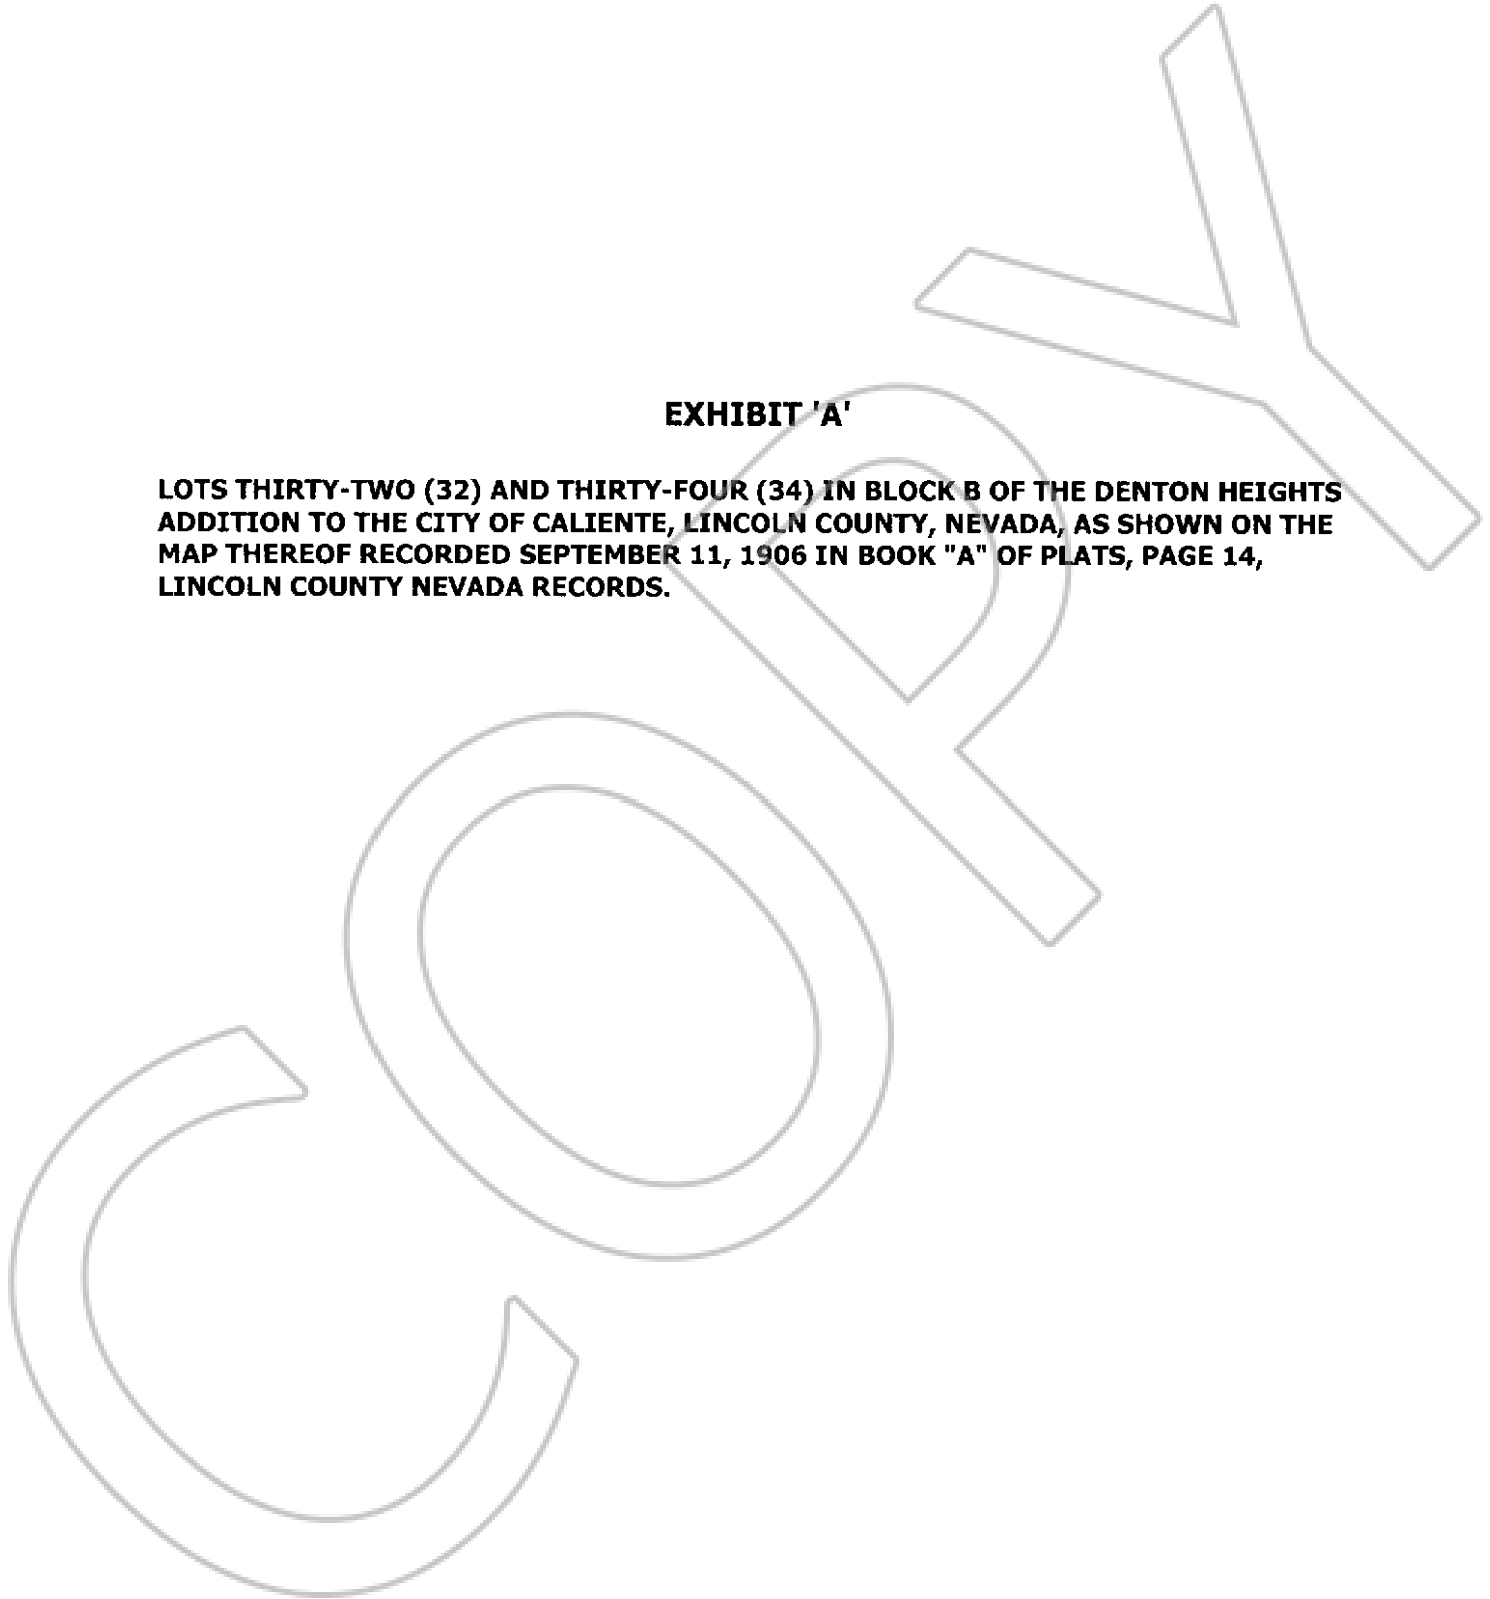 EXHIBIT 'A'
LOTS THIRTY-TWO (32) AND THIRTY-FOUR (34) IN BLOCK B OF THE DENTON HEIGHTS
ADDITION TO THE CITY OF CALIENTE, LINCOLN COUNTY, NEVADA, AS SHOWN ON THE
MAP THEREOF RECORDED SEPTEMBER 11, 1906 IN BOOK "A" OF PLATS, PAGE 14,
LINCOLN COUNTY NEVADA RECORDS.
COPY